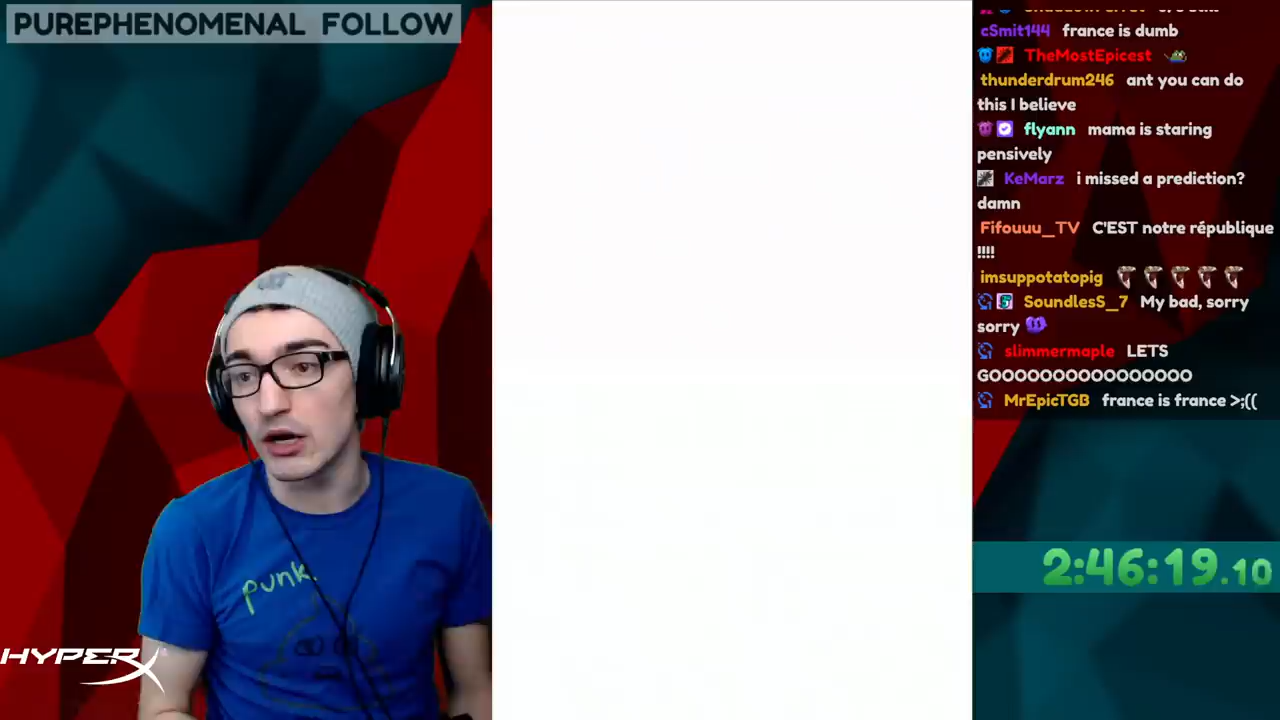 PUREPHENOMENAL FOLLOW
cSmit144 france is dumb
TheMostEpicest
thunderdrum246 ant you can do
this I believe
flyann mama is staring
pensively
KeMarz i missed a prediction?
damn
Fifouuu_TV C'EST notre république
!!!!
imsuppotatopig
SoundlesS_7 My bad, sorry
sorry
slimmermaple LETS
GOOOOOOOOOOOOOOOO
MrEpicTGB france is france >;((
2:46:19.10
punk
HYPERX